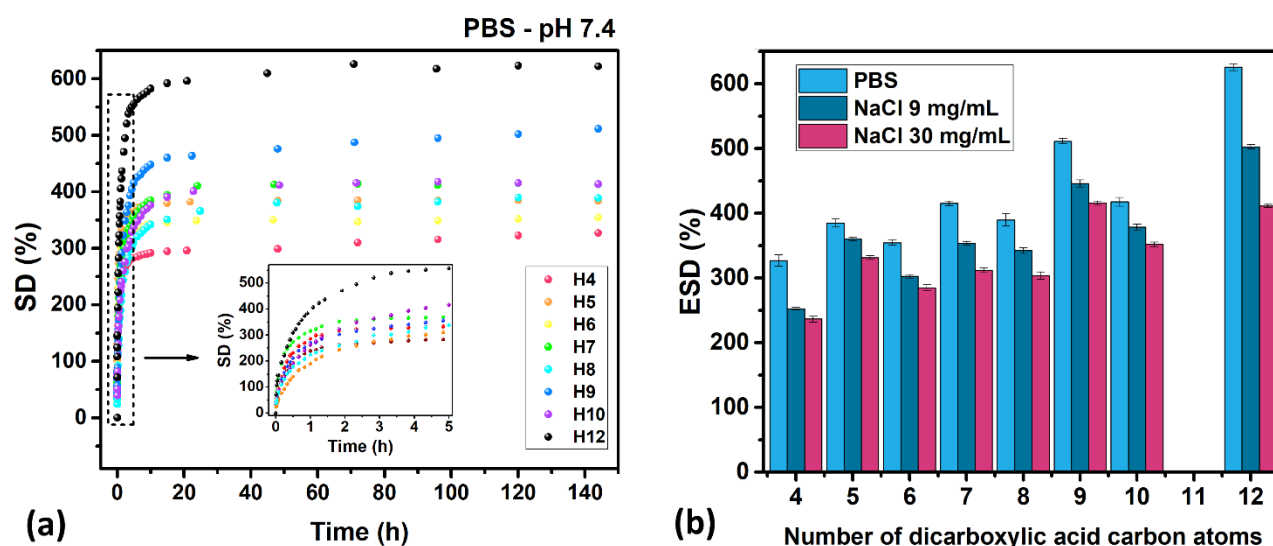 PBS - pH 7.4
SD (%)
600
500
400
300
200
100
0
0 20 40 60 80 100 120 140
Time (h)
(a)
SD (%)
500
400
300
200
100
0
0 1 2 3 4 5
Time (h)
H4
H5
H6
H7
H8
H9
H10
H12
ESD (%)
600
500
400
300
200
100
0
PBS
NaCl 9 mg/mL
NaCl 30 mg/mL
4 5 6 7 8 9 10 11 12
Number of dicarboxylic acid carbon atoms
(b)